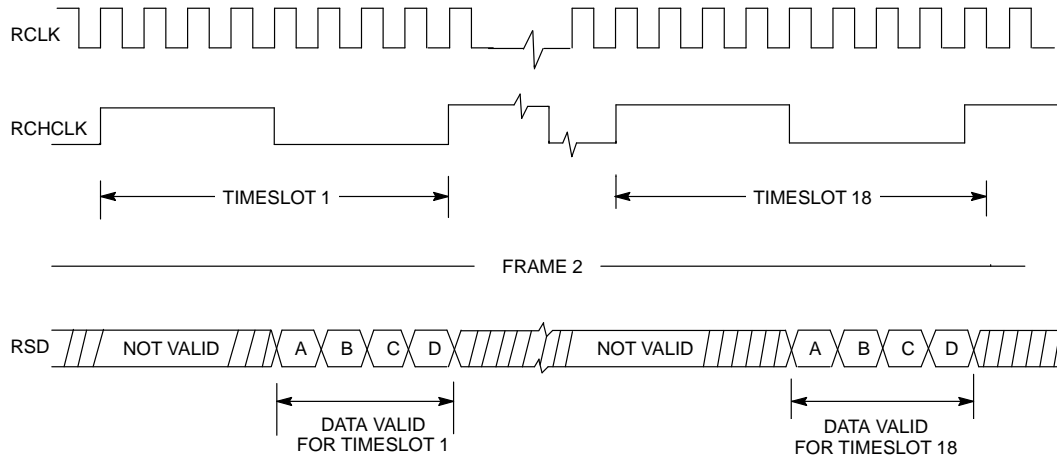 RCLK
RCHCLK
TIMESLOT 1
TIMESLOT 18
FRAME 2
RSD
NOT VALID
A
B
C
D
NOT VALID
A
B
C
D
DATA VALID
FOR TIMESLOT 1
DATA VALID
FOR TIMESLOT 18